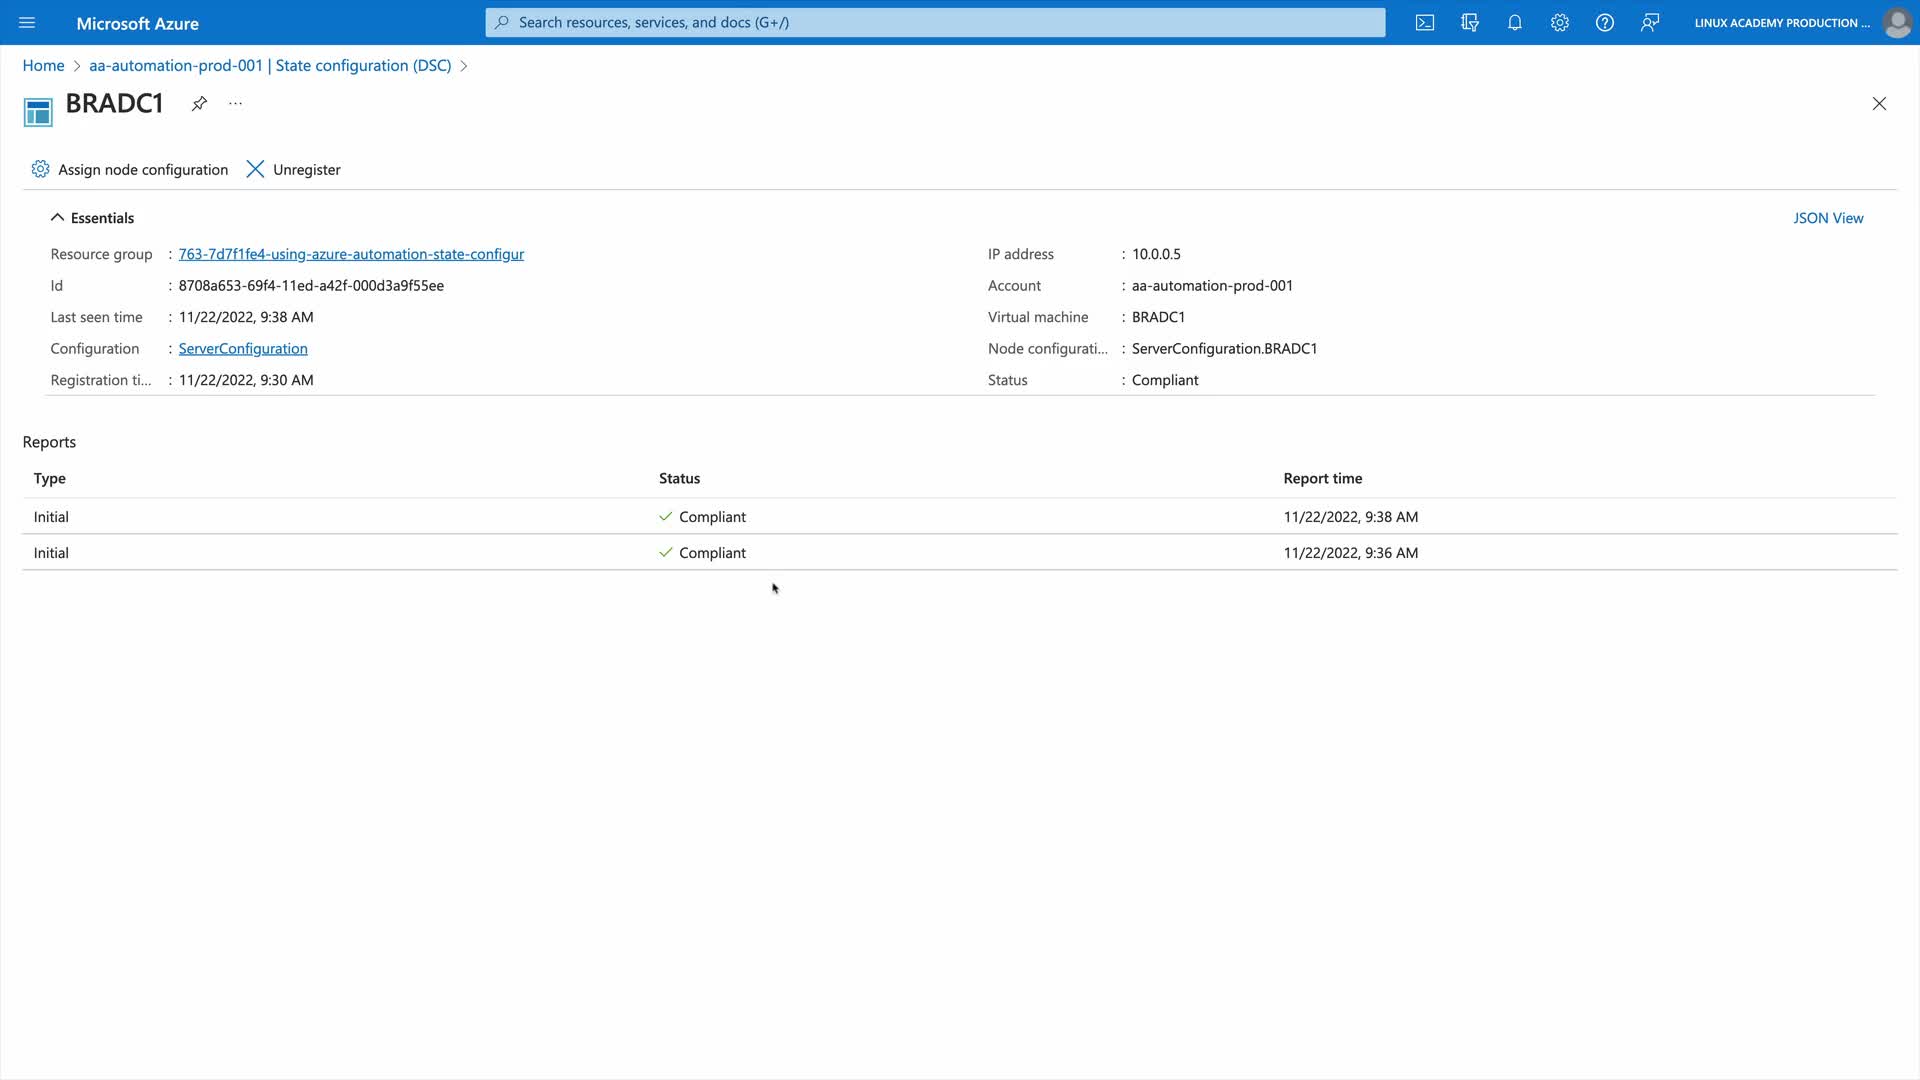 Microsoft Azure
Search resources, services, and docs (G+/)
LINUX ACADEMY PRODUCTION ...
Home > aa-automation-prod-001 | State configuration (DSC) >
BRADC1
Assign node configuration
Unregister
Essentials
JSON View
Resource group : 763-7d7f1fe4-using-azure-automation-state-configur
IP address : 10.0.0.5
Id : 8708a653-69f4-11ed-a42f-000d3a9f55ee
Account : aa-automation-prod-001
Last seen time : 11/22/2022, 9:38 AM
Virtual machine : BRADC1
Configuration : ServerConfiguration
Node configurati... : ServerConfiguration.BRADC1
Registration ti... : 11/22/2022, 9:30 AM
Status : Compliant
Reports
Type Status Report time
Initial Compliant 11/22/2022, 9:38 AM
Initial Compliant 11/22/2022, 9:36 AM